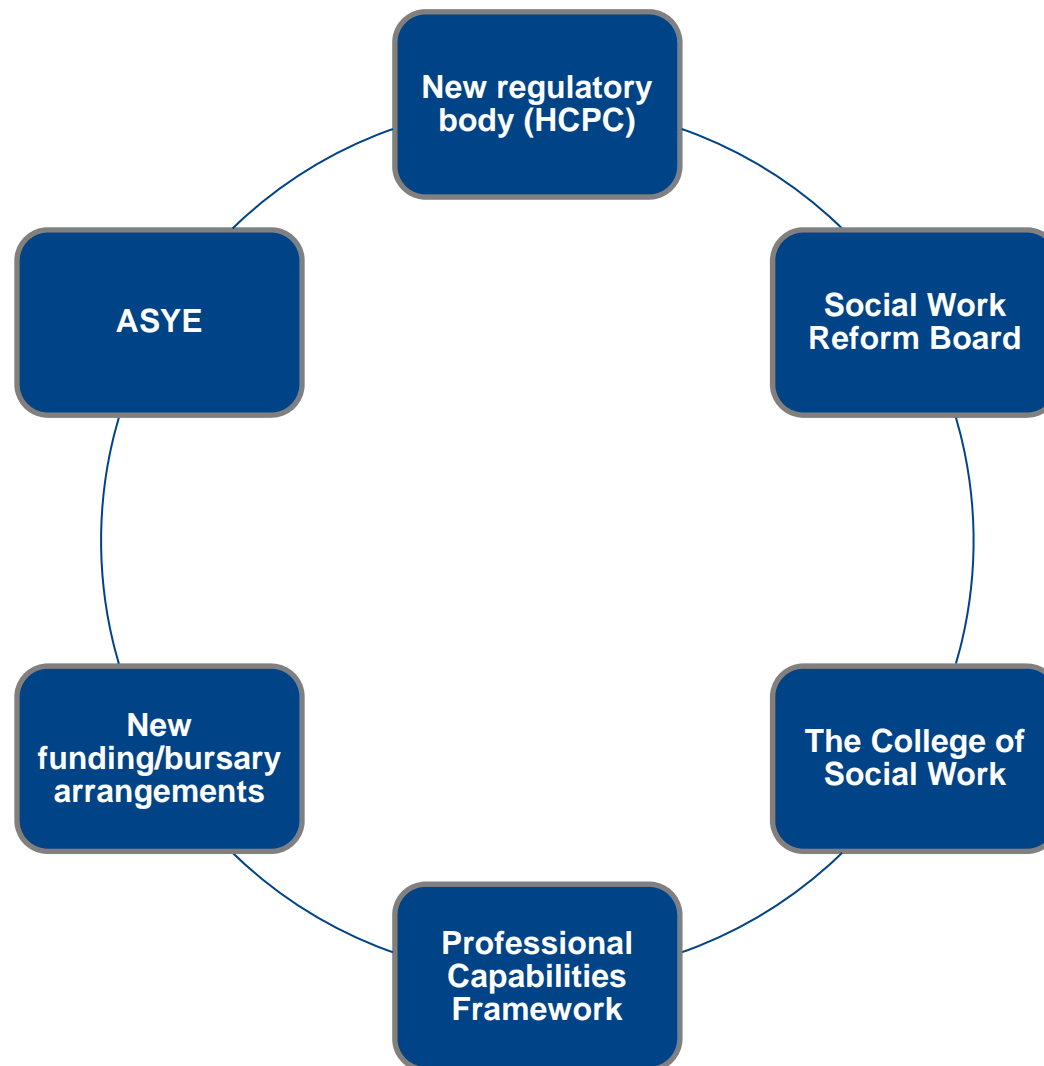 New regulatory
body (HCPC)
Social Work
Reform Board
The College of
Social Work
Professional
Capabilities
Framework
New
funding/bursary
arrangements
ASYE